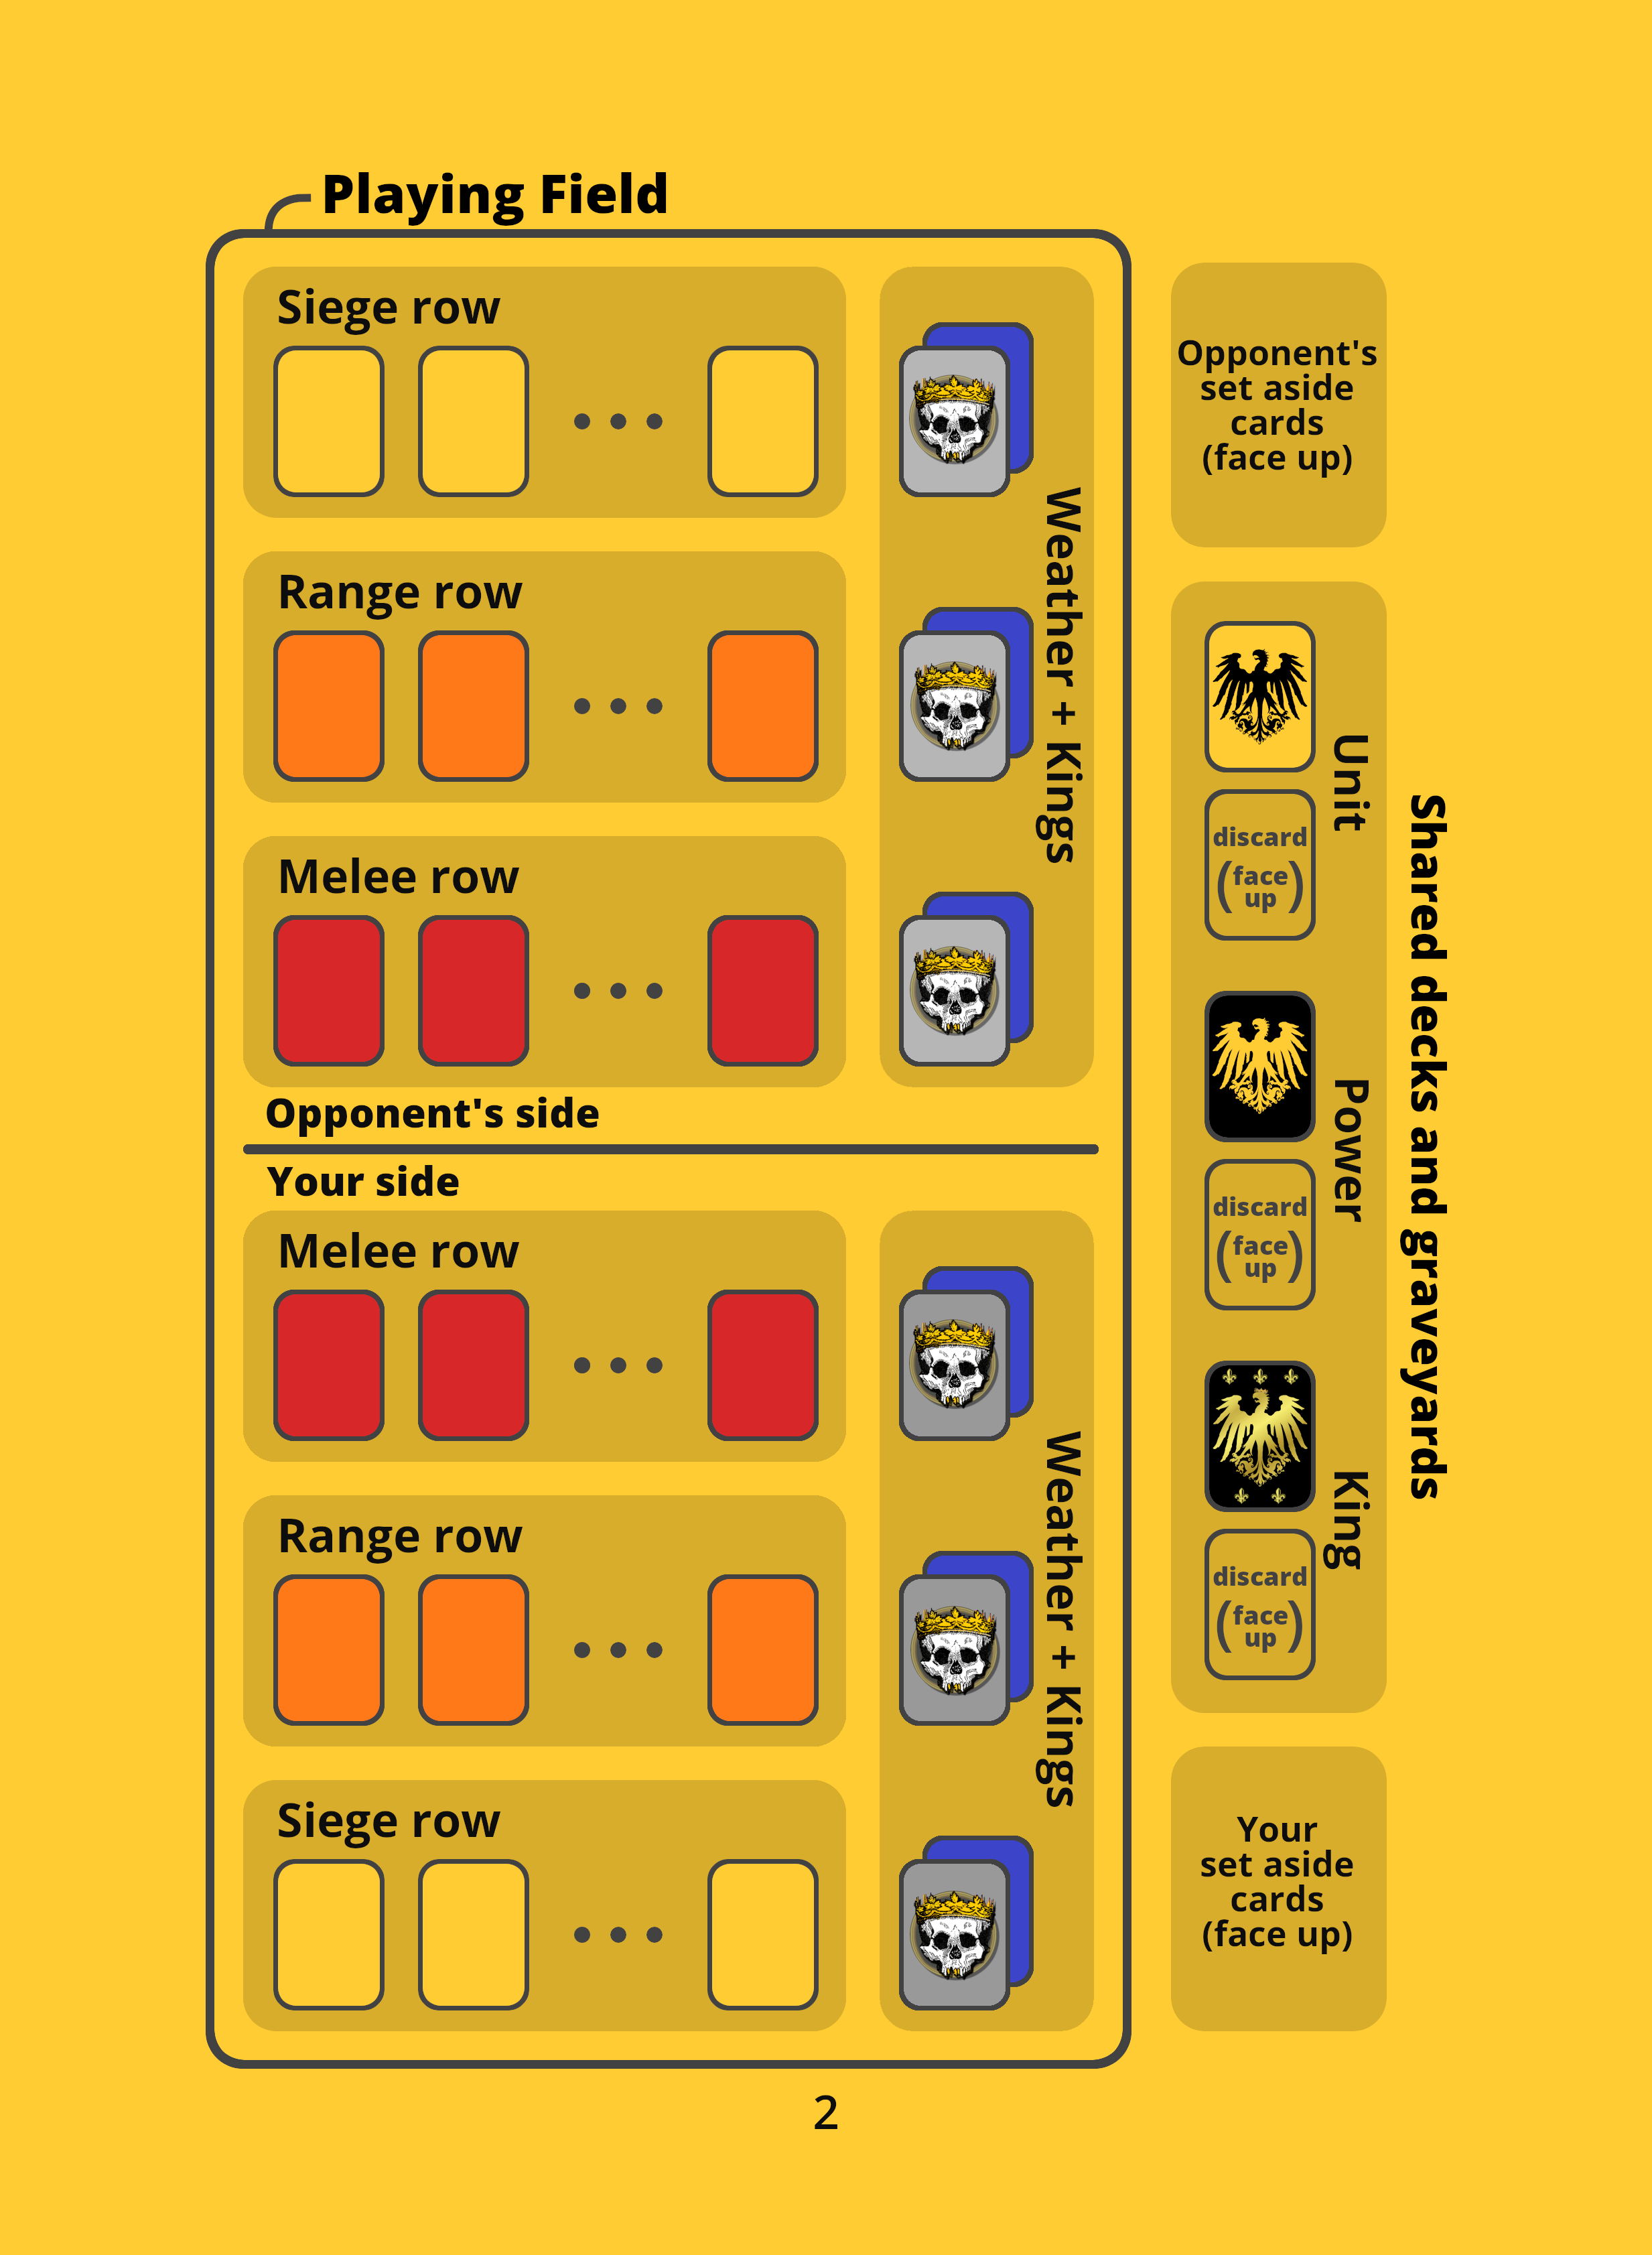 Playing Field
Siege row
Range row
Melee row
Weather + Kings
Opponent's side
Your side
Melee row
Range row
Siege row
Weather + Kings
Opponent's
set aside
cards
(face up)
Unit
discard
(face
up)
Power
discard
(face
up)
King
discard
(face
up)
Shared decks and graveyards
Your
set aside
cards
(face up)
2